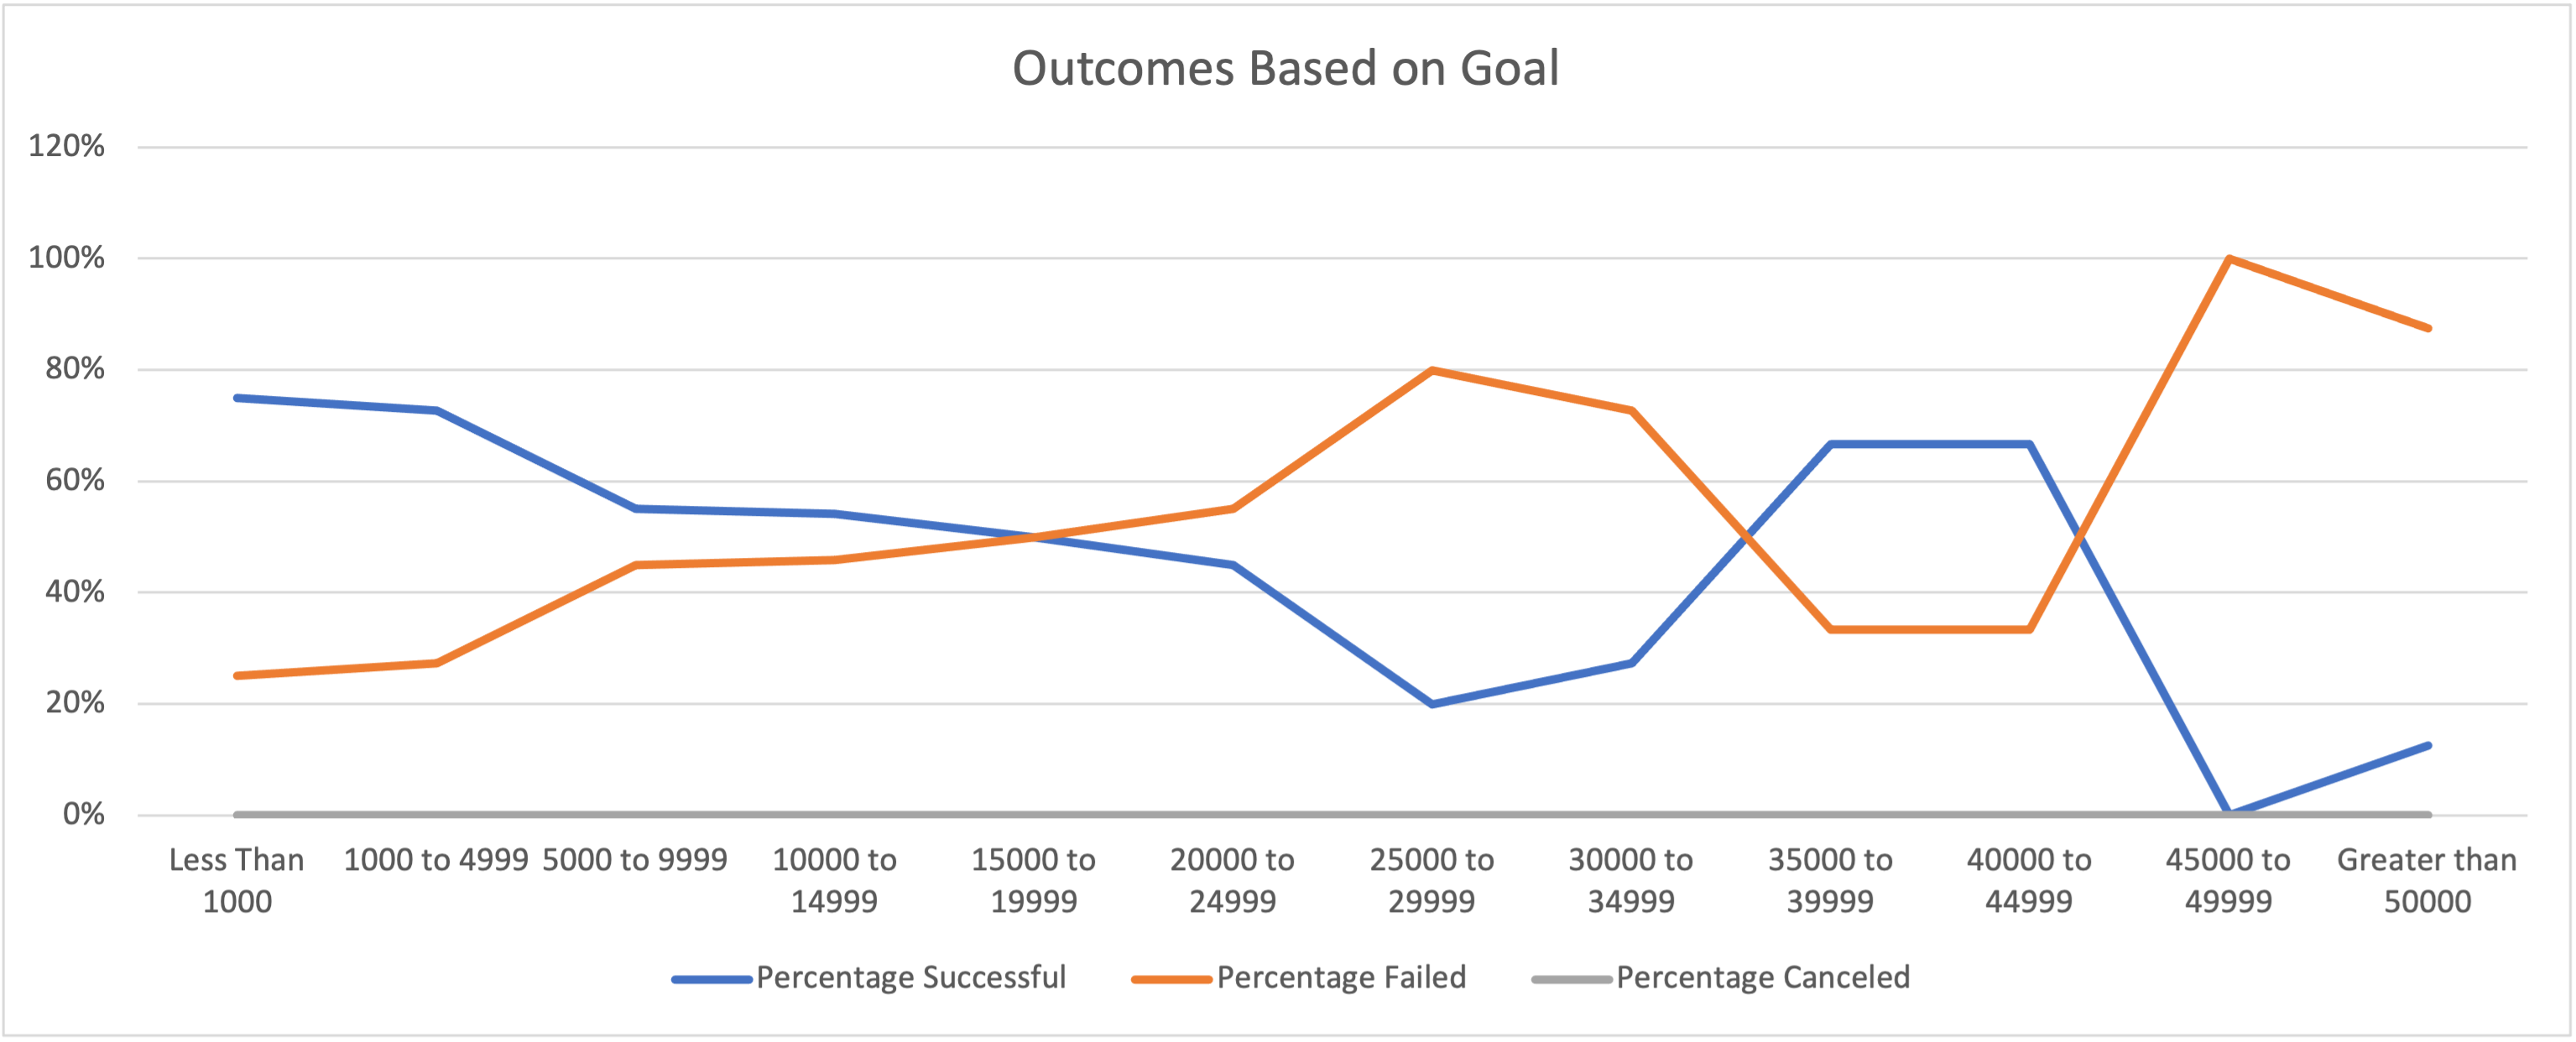 Outcomes Based on Goal
120%
100%
80%
60%
40%
20%
0%
Less Than
1000
1000 to 4999
5000 to 9999
10000 to
14999
15000 to
19999
20000 to
24999
25000 to
29999
30000 to
34999
35000 to
39999
40000 to
44999
45000 to
49999
Greater than
50000
Percentage Successful
Percentage Failed
Percentage Canceled